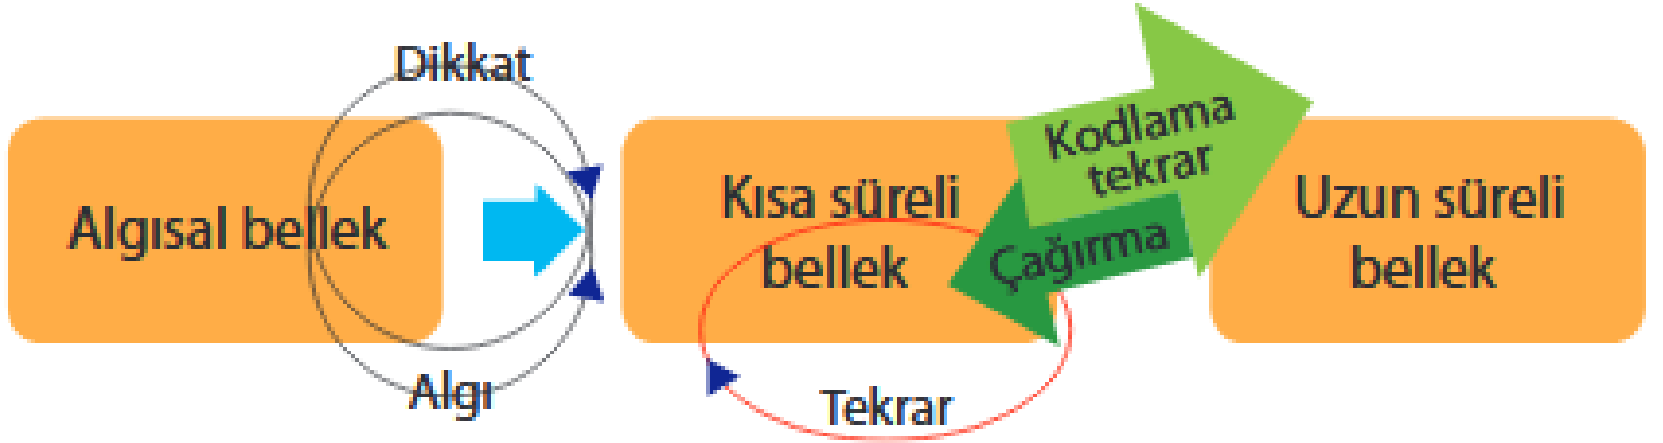 Dikkat
Algısal bellek
Algı
Kısa süreli
bellek
Tekrar
Kodlama
tekrar
Çağırma
Uzun süreli
bellek